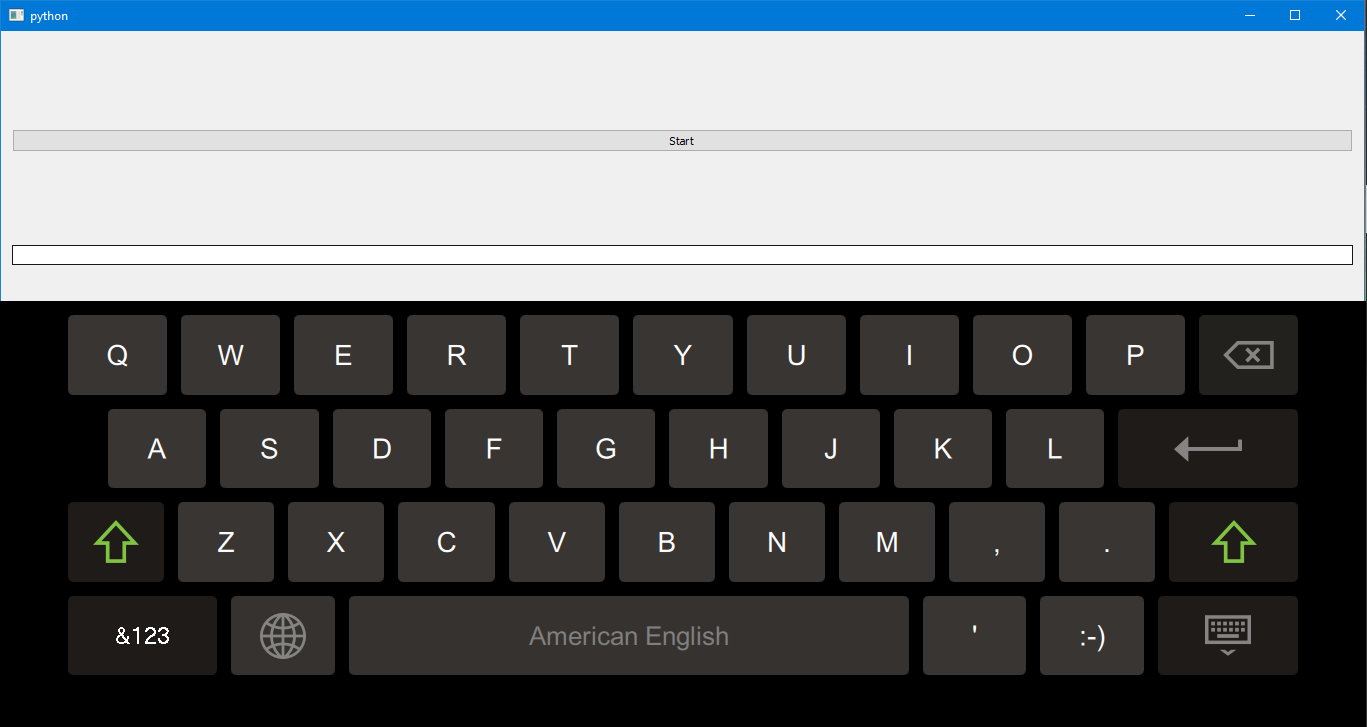 python
Start
Q W E R T Y U I O P
A S D F G H J K L
Z X C V B N M , .
&123 American English ' :-)